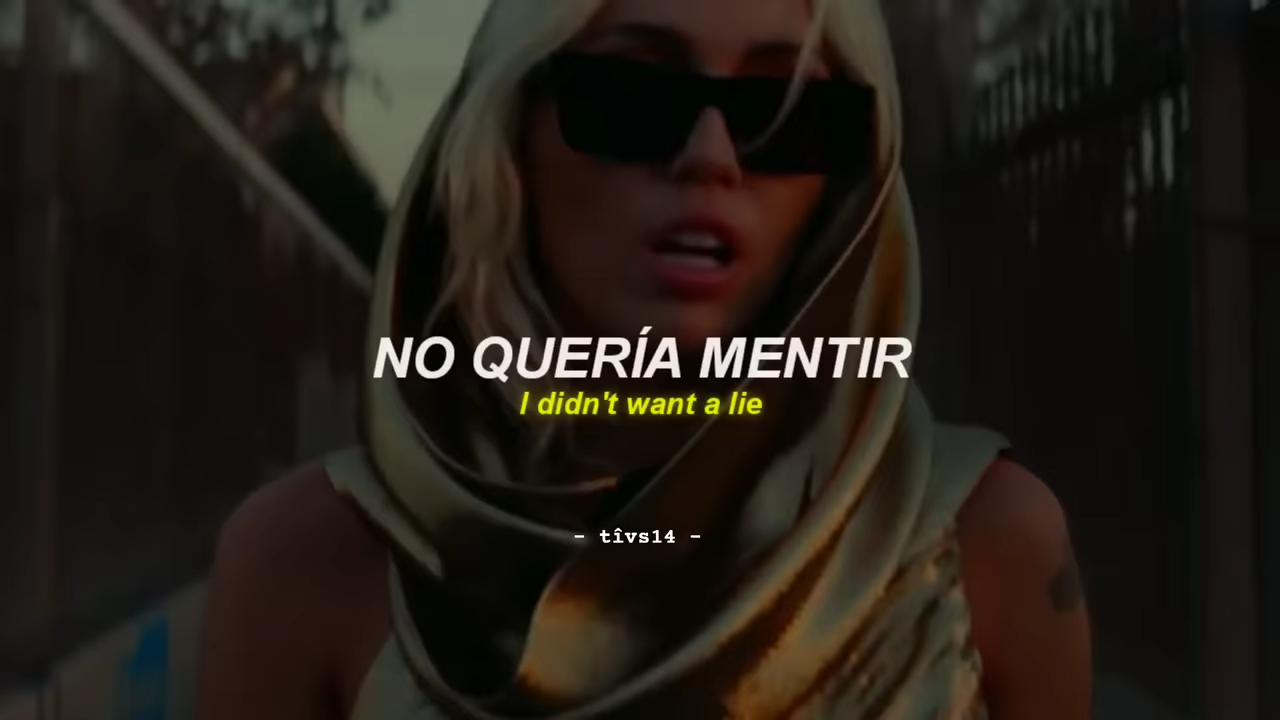 NO QUERÍA MENTIR
I didn't want a lie
- tîvs14 -